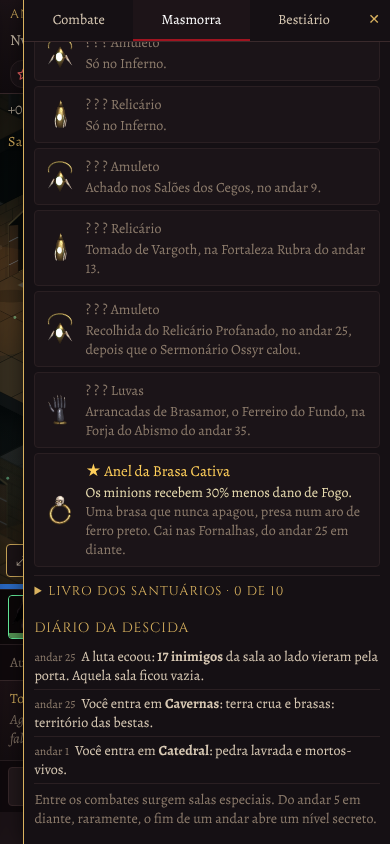 Combate
Masmorra
Bestiário
×
? ? ? Amuleto
Só no Inferno.
? ? ? Relicário
Só no Inferno.
? ? ? Amuleto
Achado nos Salões dos Cegos, no andar 9.
? ? ? Relicário
Tomado de Vargoth, na Fortaleza Rubra do andar
13.
? ? ? Amuleto
Recolhida do Relicário Profanado, no andar 25,
depois que o Sermonário Ossyr calou.
? ? ? Luvas
Arrancadas de Brasamor, o Ferreiro do Fundo, na
Forja do Abismo do andar 35.
★ Anel da Brasa Cativa
Os minions recebem 30% menos dano de Fogo.
Uma brasa que nunca apagou, presa num aro de
ferro preto. Cai nas Fornalhas, do andar 25 em
diante.
▶ LIVRO DOS SANTUÁRIOS · 0 DE 10
DIÁRIO DA DESCIDA
andar 25 A luta ecoou: 17 inimigos da sala ao lado vieram pela
porta. Aquela sala ficou vazia.
andar 25 Você entra em Cavernas: terra crua e brasas:
território das bestas.
andar 1 Você entra em Catedral: pedra lavrada e mortos-
vivos.
Entre os combates surgem salas especiais. Do andar 5 em
diante, raramente, o fim de um andar abre um nível secreto.